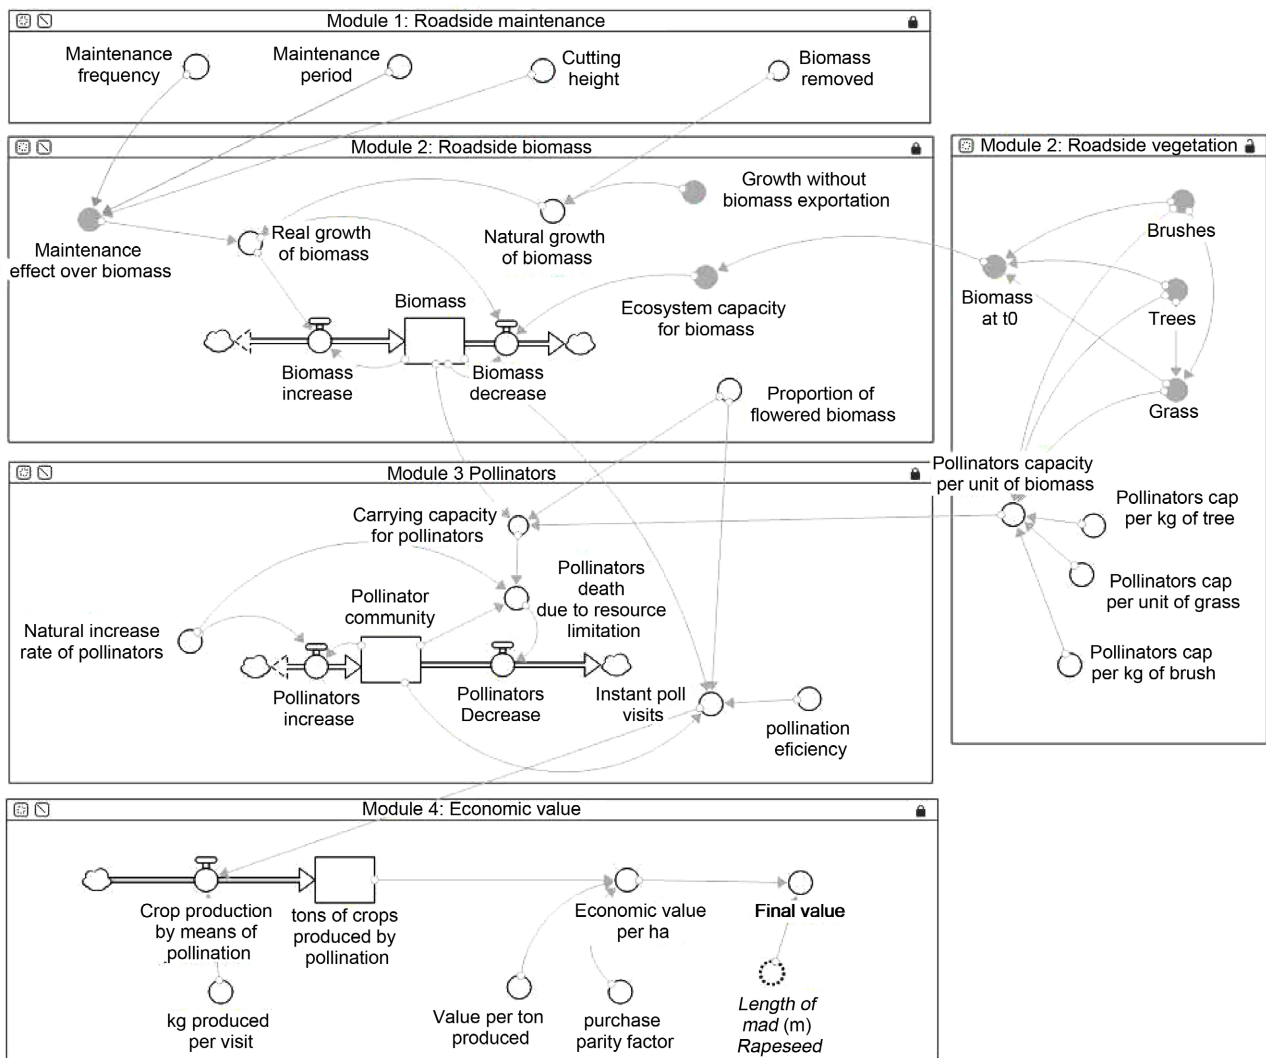 Module 1: Roadside maintenance
Maintenance
frequency
Maintenance
period
Cutting
height
Biomass
removed
Module 2: Roadside biomass
Growth without
biomass exportation
Maintenance
effect over biomass
Real growth
of biomass
Natural growth
of biomass
Biomass
Ecosystem capacity
for biomass
Biomass
increase
Biomass
decrease
Proportion of
flowered biomass
Module 2: Roadside vegetation
Brushes
Biomass
at t0
Trees
Grass
Pollinators capacity
per unit of biomass
Pollinators cap
per kg of tree
Pollinators cap
per unit of grass
Pollinators cap
per kg of brush
Module 3 Pollinators
Carrying capacity
for pollinators
Pollinators
death
due to resource
limitation
Pollinator
community
Natural increase
rate of pollinators
Pollinators
increase
Pollinators
Decrease
Instant poll
visits
pollination
eficiency
Module 4: Economic value
Crop production
by means of
pollination
tons of crops
produced by
pollination
Economic value
per ha
Final value
kg produced
per visit
Value per ton
produced
purchase
parity factor
Length of
mad (m)
Rapeseed